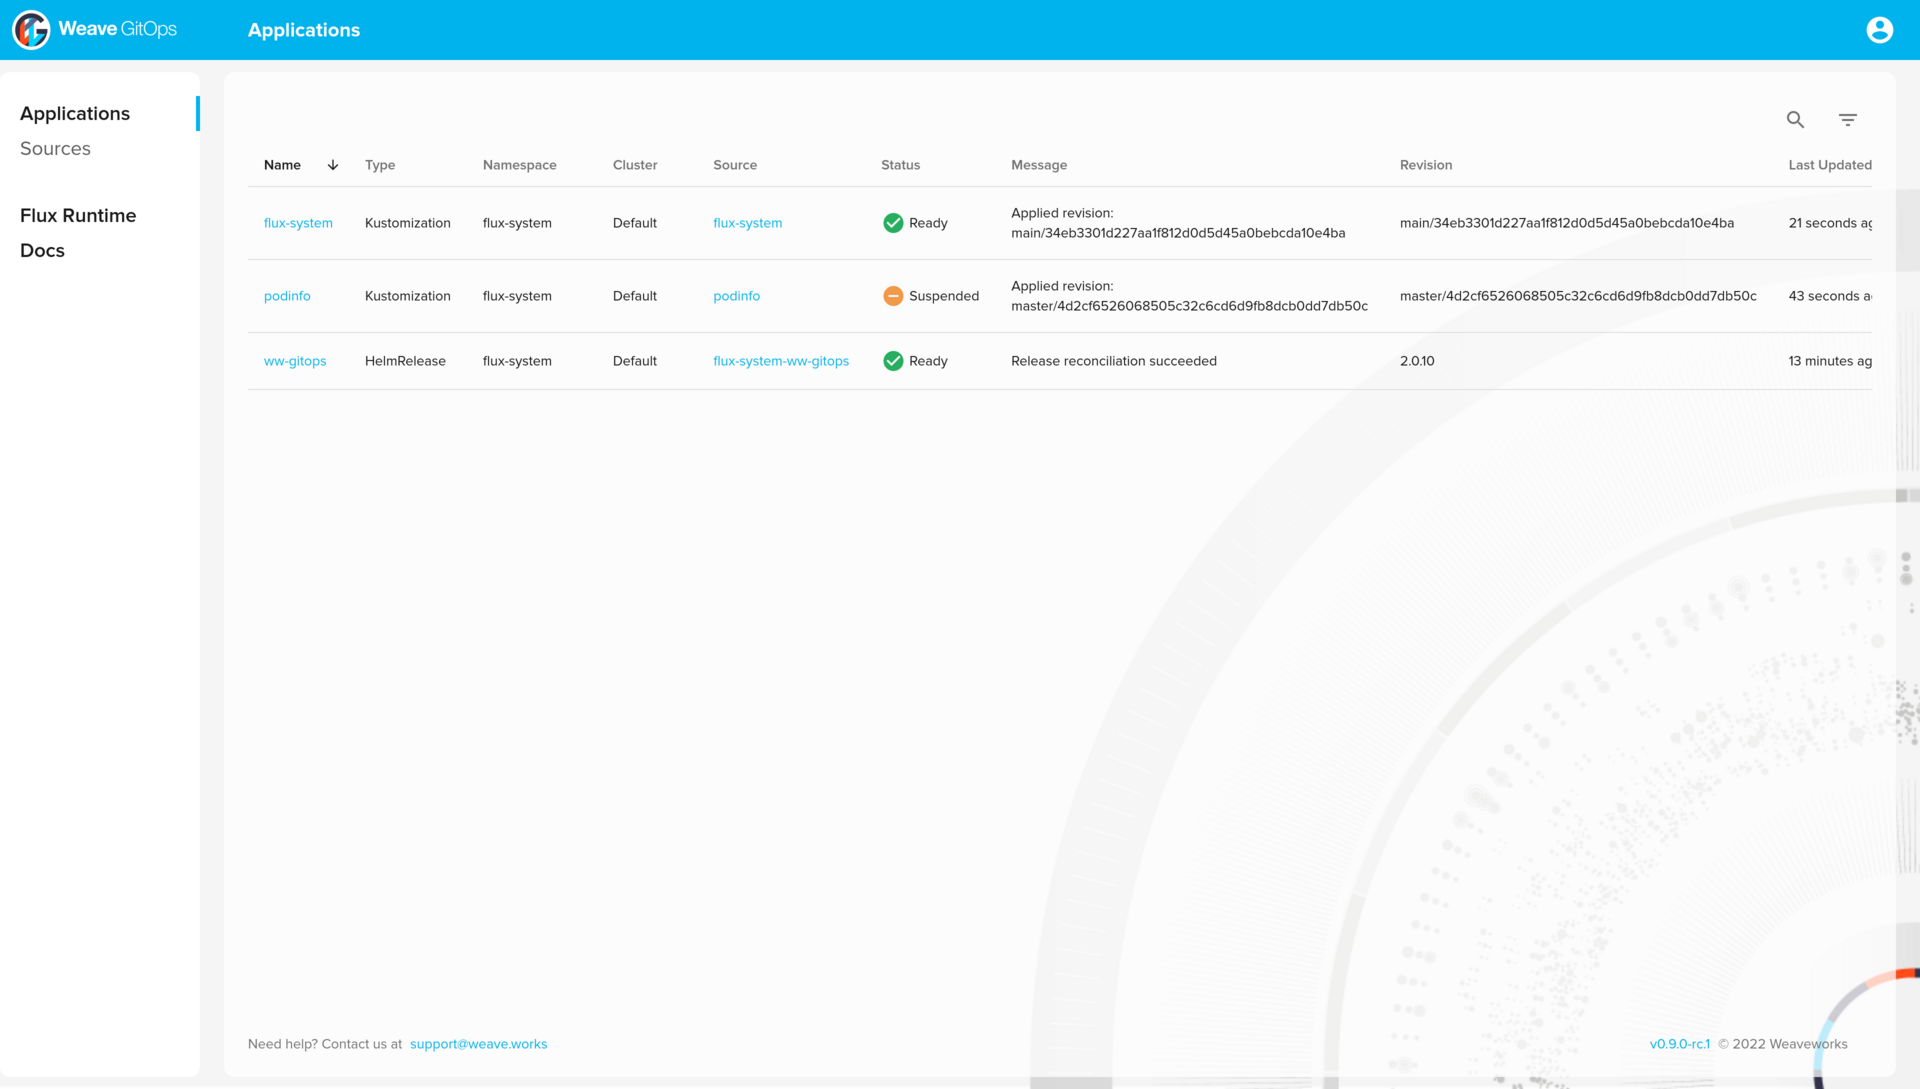 Weave GitOps
Applications
Applications
Sources
Flux Runtime
Docs
Name Type Namespace Cluster Source Status Message Revision Last Updated
flux-system Kustomization flux-system Default flux-system Ready Applied revision:
main/34eb3301d227aa1f812d0d5d45a0bebcda10e4ba main/34eb3301d227aa1f812d0d5d45a0bebcda10e4ba 21 seconds ag
podinfo Kustomization flux-system Default podinfo Suspended Applied revision:
master/4d2cf6526068505c32c6cd6d9fb8dcb0dd7db50c master/4d2cf6526068505c32c6cd6d9fb8dcb0dd7db50c 43 seconds a
ww-gitops HelmRelease flux-system Default flux-system-ww-gitops Ready Release reconciliation succeeded 2.0.10 13 minutes ag
Need help? Contact us at support@weave.works
v0.9.0-rc.1 © 2022 Weaveworks